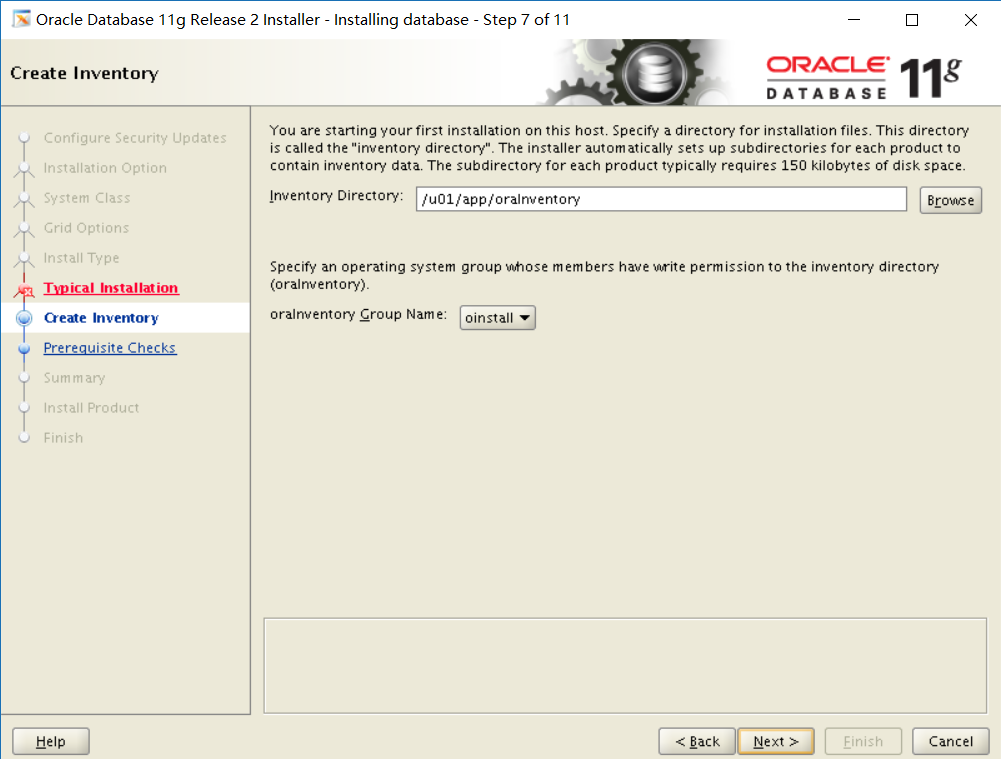 Oracle Database 11g Release 2 Installer - Installing database - Step 7 of 11
Create Inventory
ORACLE
DATABASE
11g
Configure Security Updates
Installation Option
System Class
Grid Options
Install Type
Typical Installation
Create Inventory
Prerequisite Checks
Summary
Install Product
Finish
You are starting your first installation on this host. Specify a directory for installation files. This directory
is called the "inventory directory". The installer automatically sets up subdirectories for each product to
contain inventory data. The subdirectory for each product typically requires 150 kilobytes of disk space.
Inventory Directory: /u01/app/oraInventory Browse
Specify an operating system group whose members have write permission to the inventory directory
(oraInventory).
oraInventory Group Name: oinstall
Help
< Back
Next >
Finish
Cancel